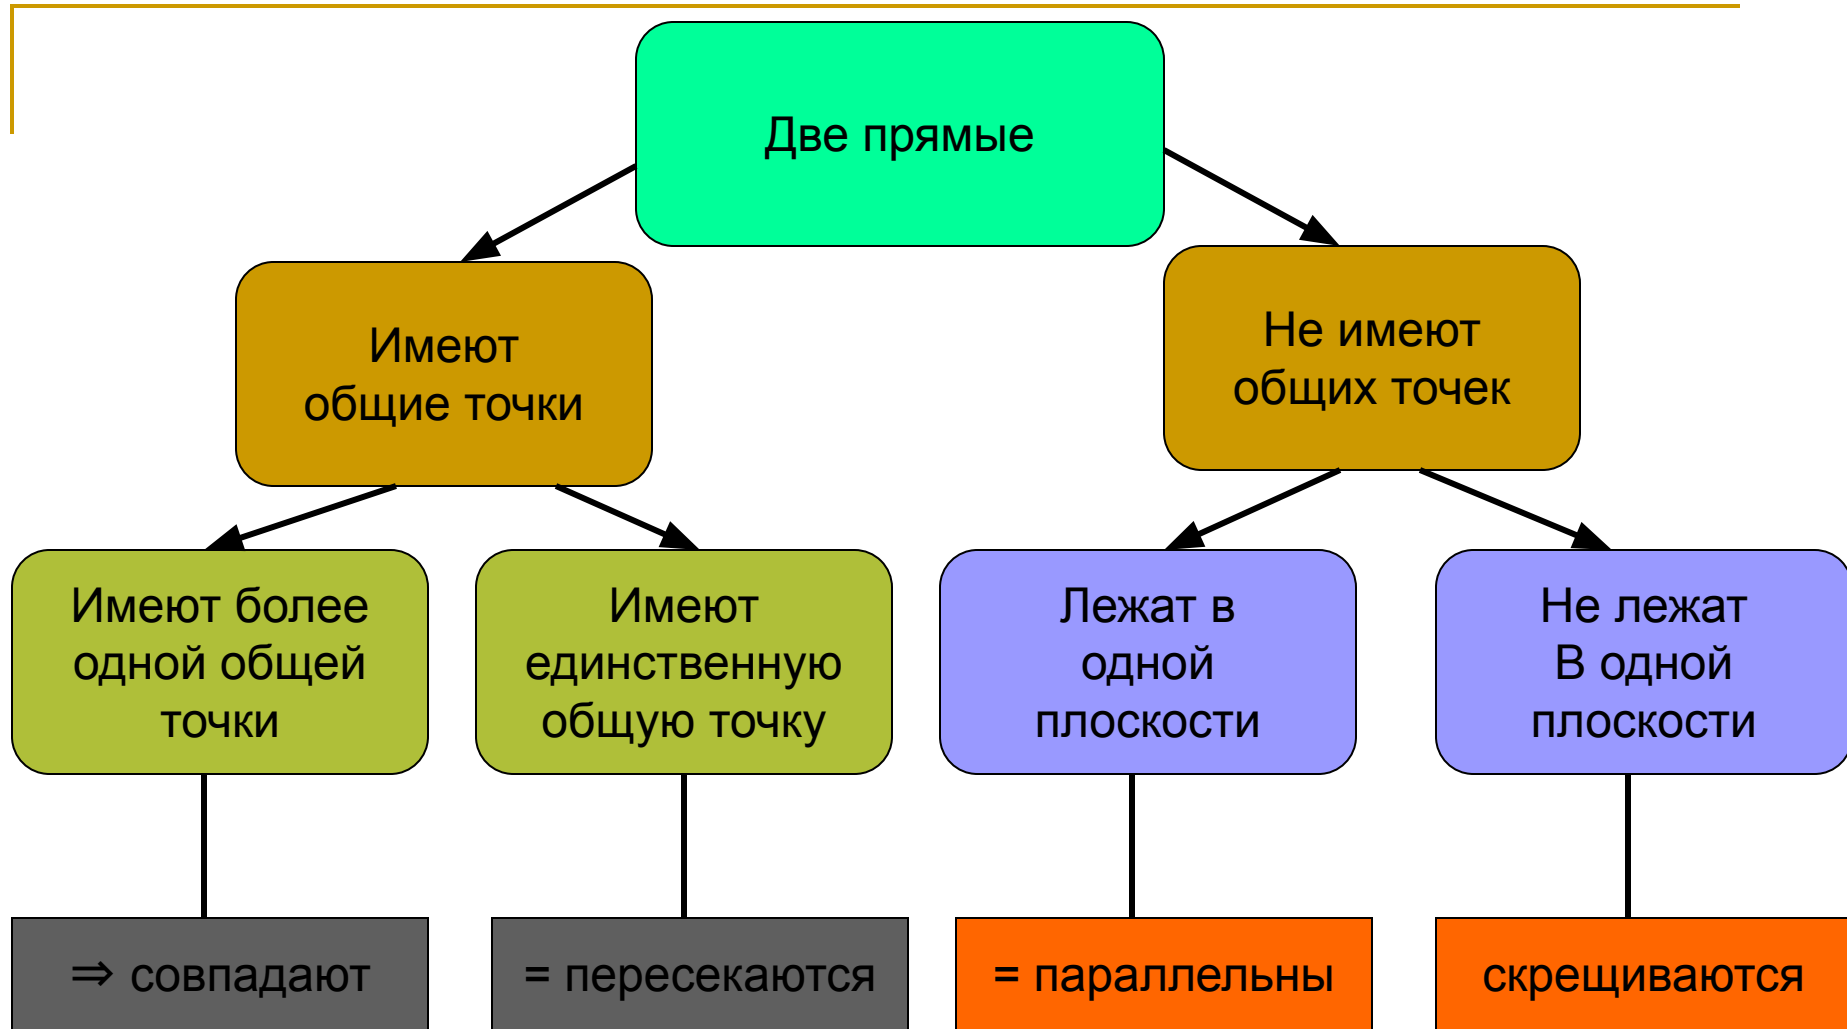 Две прямые
Имеют
общие точки
Не имеют
общих точек
Имеют более
одной общей
точки
Имеют
единственную
общую точку
Лежат в
одной
плоскости
Не лежат
В одной
плоскости
⇒ совпадают
= пересекаются
= параллельны
скрещиваются